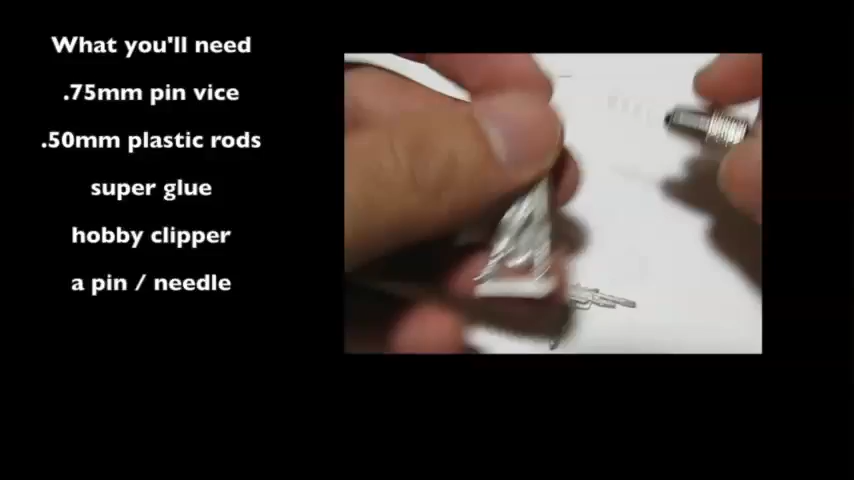 What you'll need
.75mm pin vice
.50mm plastic rods
super glue
hobby clipper
a pin / needle